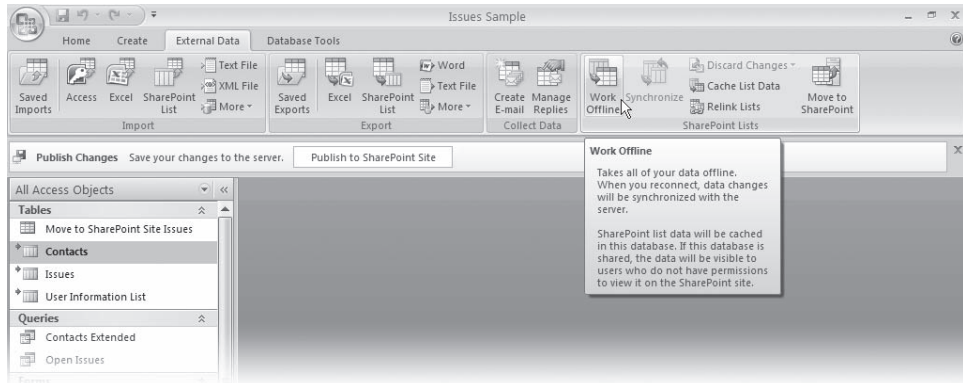 Issues Sample
Home Create External Data Database Tools
Saved Imports
Access
Excel
SharePoint List
Text File
XML File
More
Import
Saved Exports
Excel
SharePoint List
Word
Text File
More
Export
Create E-mail
Manage Replies
Collect Data
Work Offline
Synchronize
Discard Changes
Cache List Data
Relink Lists
Move to SharePoint
SharePoint Lists
Publish Changes Save your changes to the server. Publish to SharePoint Site
Work Offline
Takes all of your data offline.
When you reconnect, data changes
will be synchronized with the
server.
SharePoint list data will be cached
in this database. If this database is
shared, the data will be visible to
users who do not have permissions
to view it on the SharePoint site.
All Access Objects
Tables
Move to SharePoint Site Issues
Contacts
Issues
User Information List
Queries
Contacts Extended
Open Issues
Forms